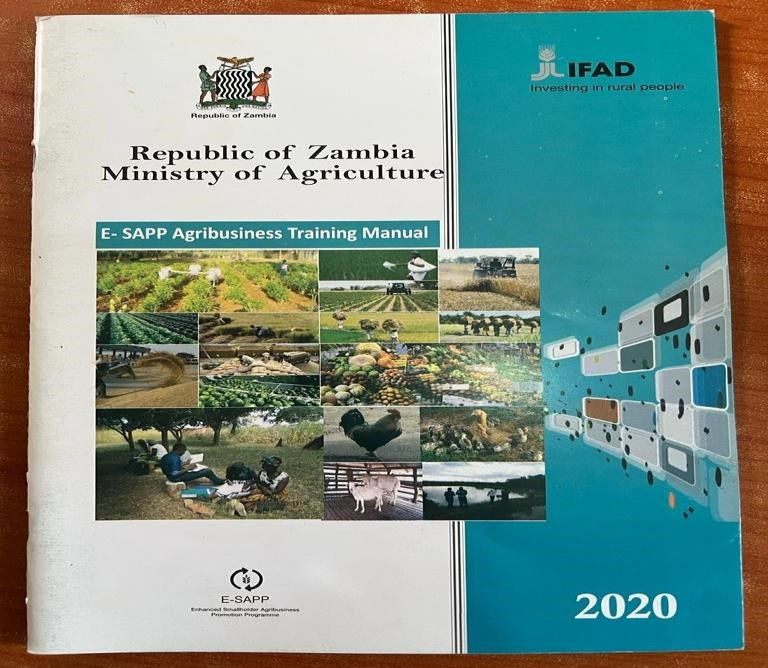 Republic of Zambia
IFAD
Investing in rural people
Republic of Zambia
Ministry of Agriculture
E- SAPP Agribusiness Training Manual
E-SAPP
Enhanced Smallholder Agribusiness
Promotion Programme
2020